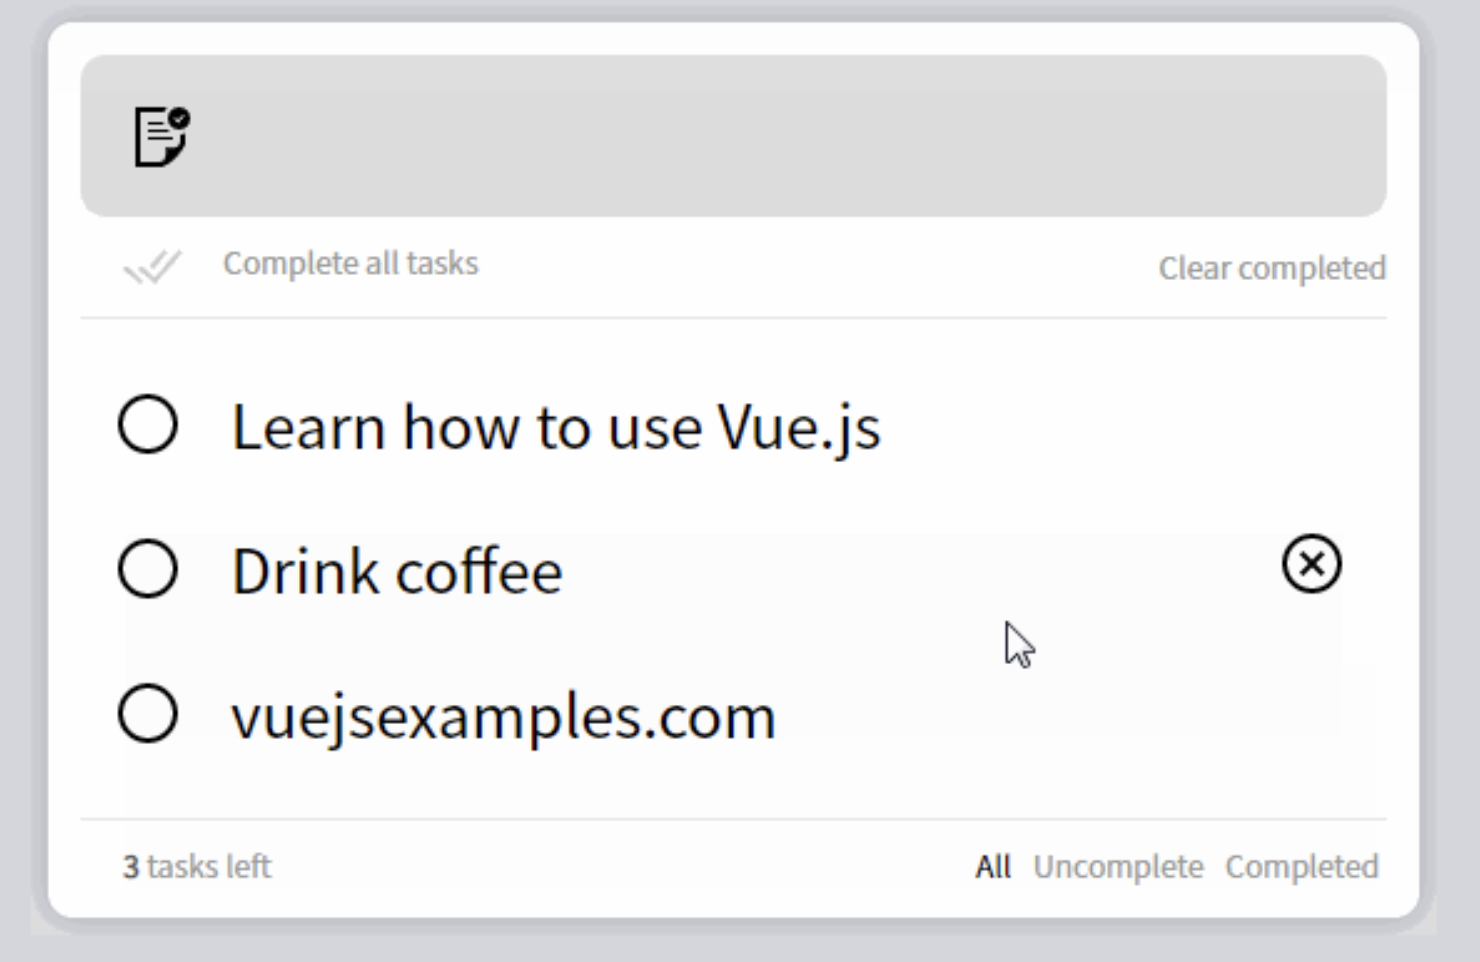 Complete all tasks
Clear completed
Learn how to use Vue.js
Drink coffee
vuejsexamples.com
3 tasks left
All Uncomplete Completed